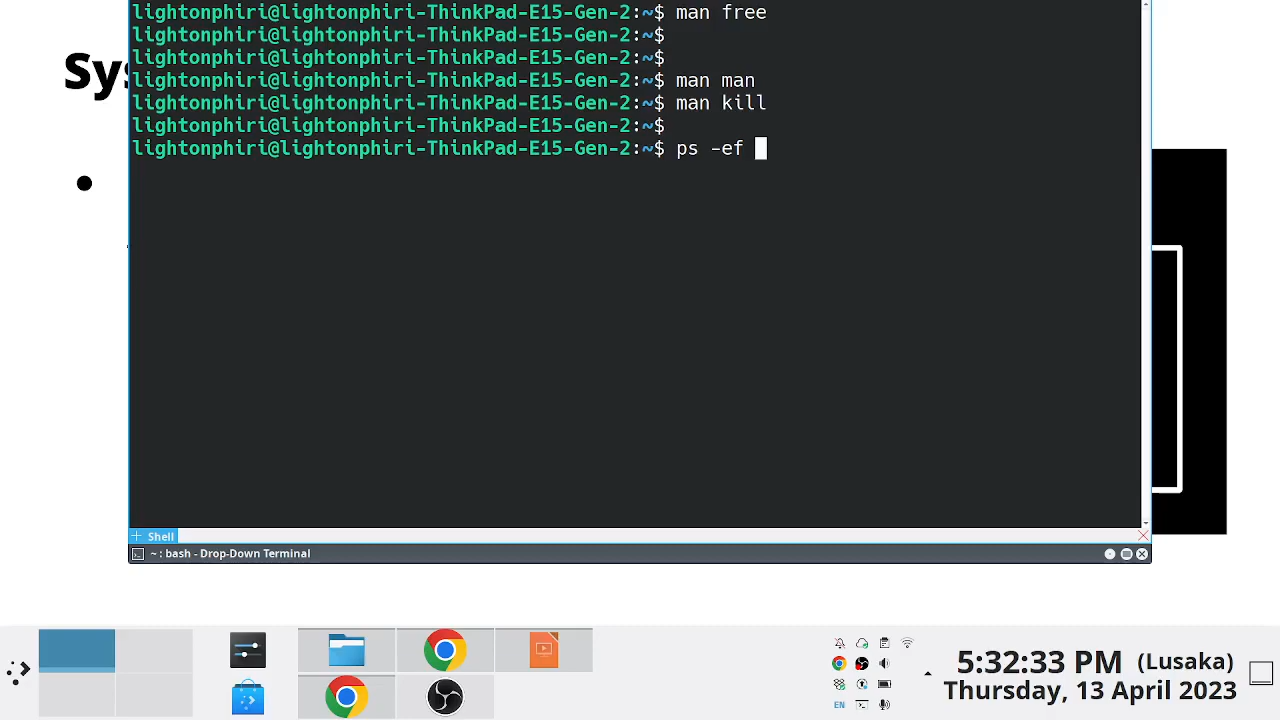 Sys
lightonphiri@lightonphiri-ThinkPad-E15-Gen-2:~$ man free
lightonphiri@lightonphiri-ThinkPad-E15-Gen-2:~$
lightonphiri@lightonphiri-ThinkPad-E15-Gen-2:~$
lightonphiri@lightonphiri-ThinkPad-E15-Gen-2:~$ man man
lightonphiri@lightonphiri-ThinkPad-E15-Gen-2:~$ man kill
lightonphiri@lightonphiri-ThinkPad-E15-Gen-2:~$
lightonphiri@lightonphiri-ThinkPad-E15-Gen-2:~$ ps -ef
Shell
~ : bash - Drop-Down Terminal
5:32:33 PM (Lusaka)
Thursday, 13 April 2023
EN